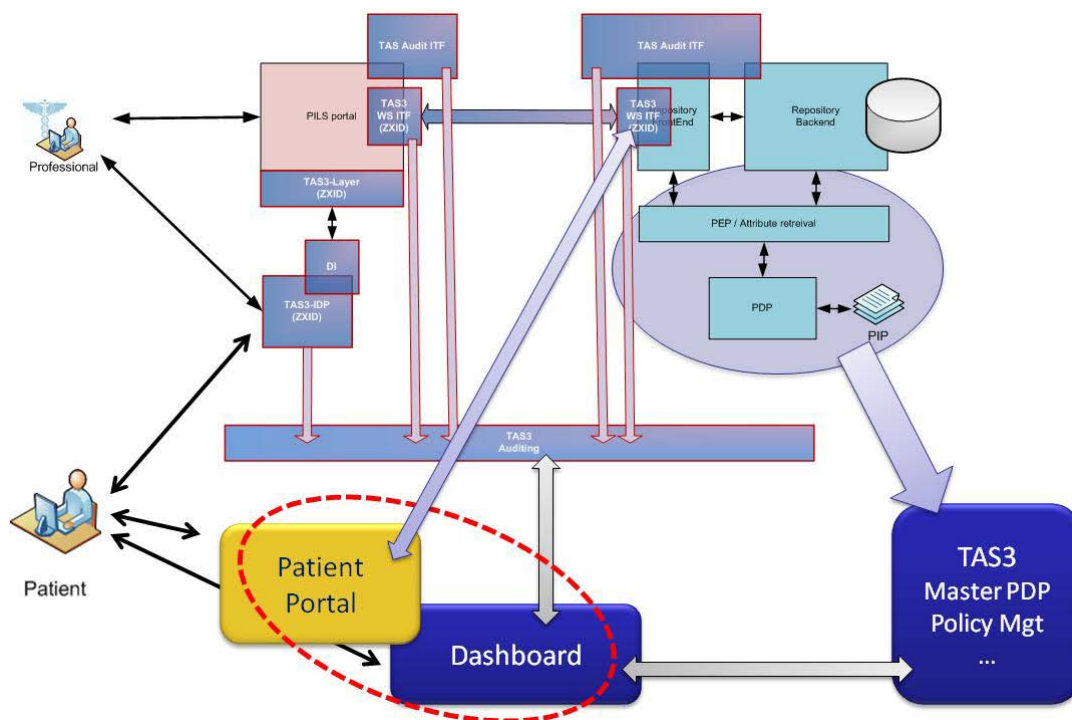 TAS Audit ITF
TAS Audit ITF
PILS portal
TAS3
WS ITF
(ZXID)
TAS3
WS ITF
(ZXID)
Repository
FrontEnd
Repository
Backend
Professional
TAS3-Layer
(ZXID)
PEP / Attribute retreival
DI
TAS3-IDP
(ZXID)
PDP
PIP
TAS3
Auditing
Patient
Patient
Portal
Dashboard
TAS3
Master PDP
Policy Mgt
...